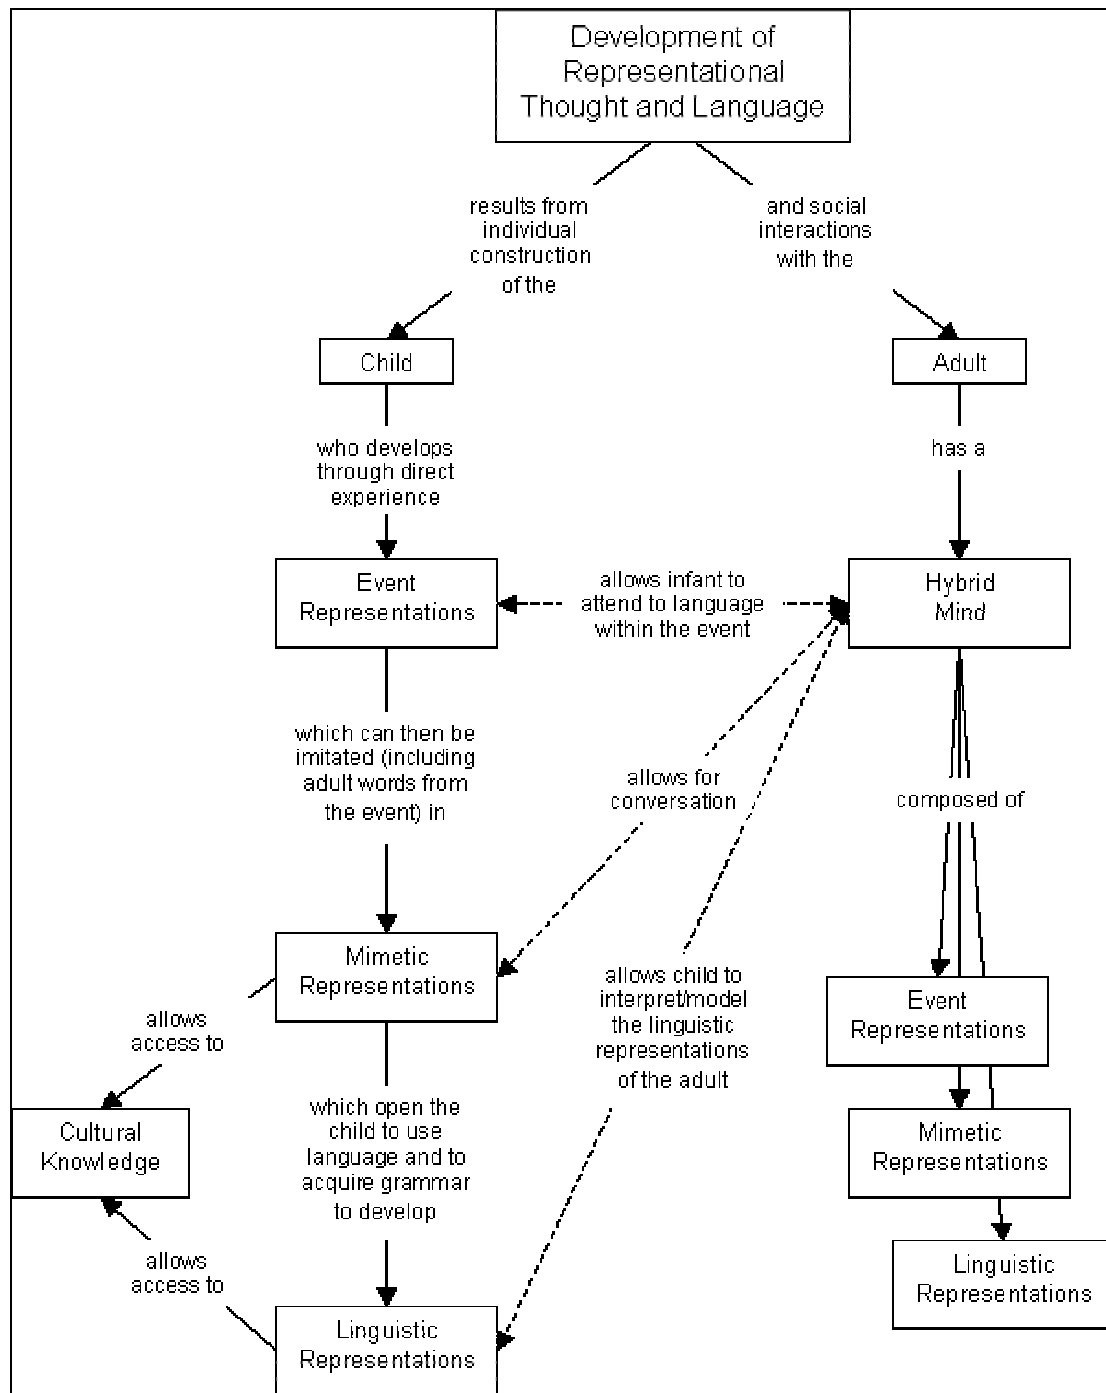 Development of
Representational
Thought and Language
results from
individual
construction
of the
and social
interactions
with the
Child
Adult
who develops
through direct
experience
has a
Event
Representations
allows infant to
attend to language
within the event
Hybrid
Mind
which can then be
imitated (including
adult words from
the event) in
allows for
conversation
composed of
Mimetic
Representations
allows child to
interpret/model
the linguistic
representations
of the adult
Event
Representations
allows
access to
which open the
child to use
language and to
acquire grammar
to develop
Cultural
Knowledge
Mimetic
Representations
allows
access to
Linguistic
Representations
Linguistic
Representations